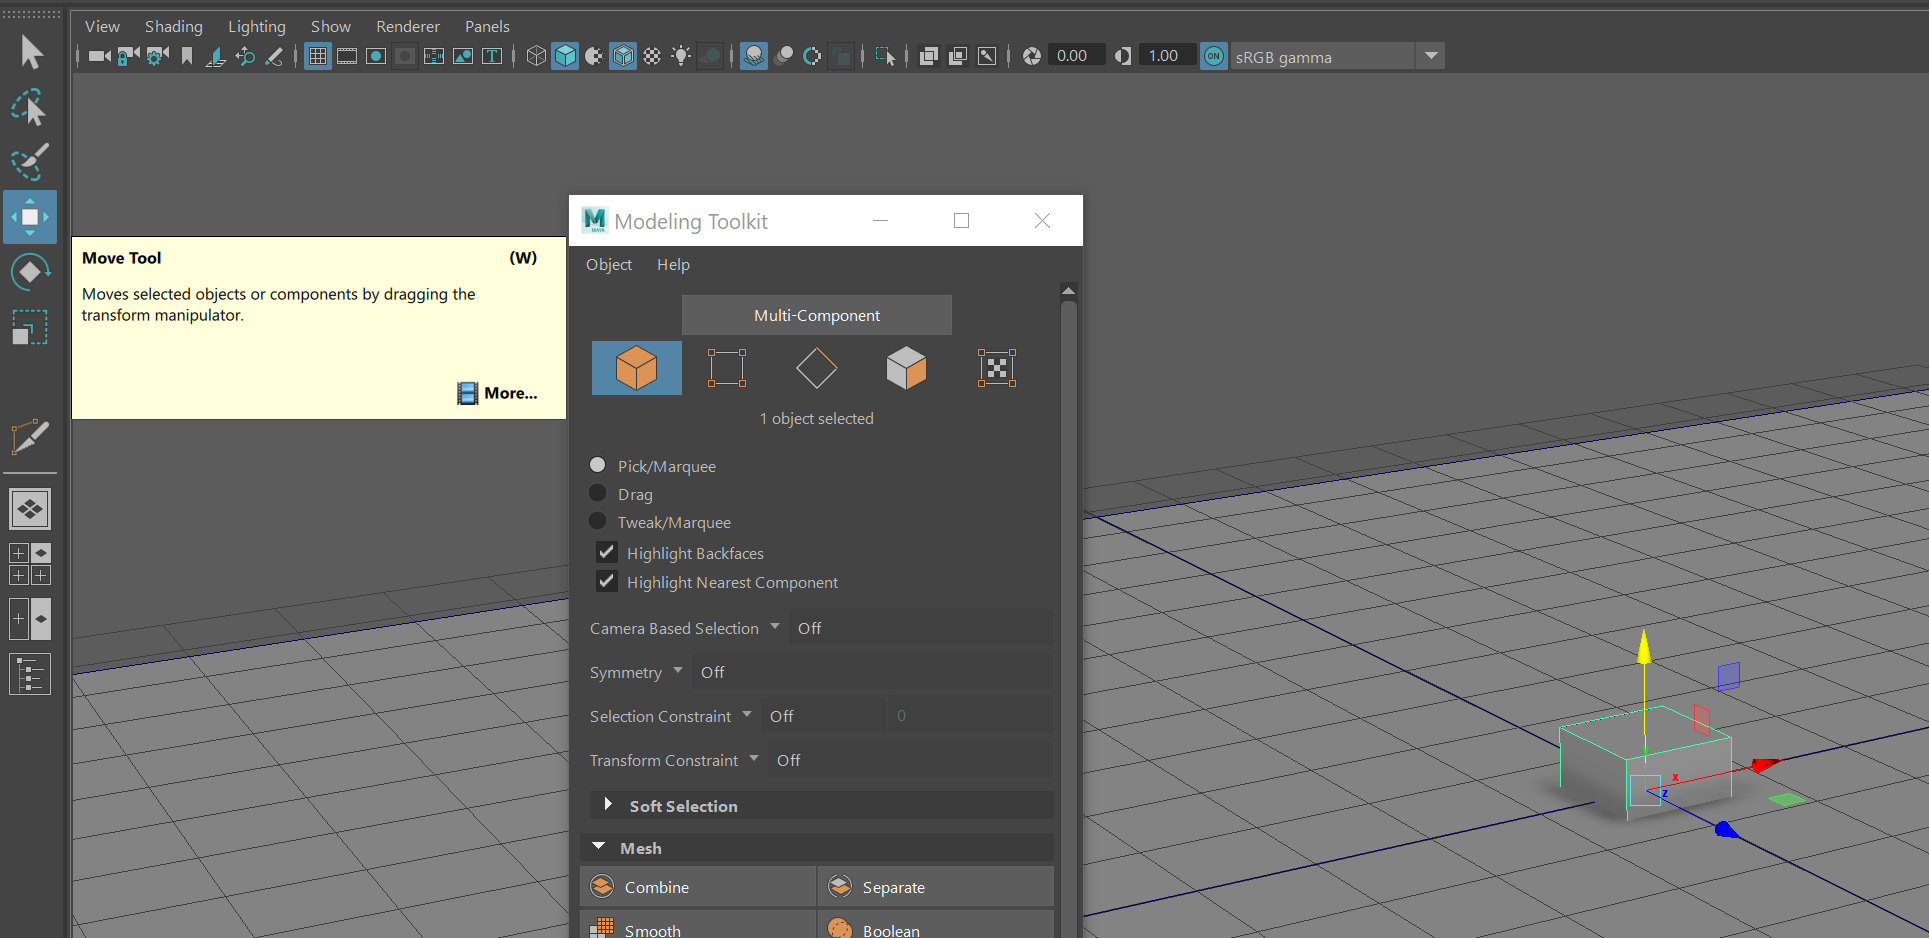 View Shading Lighting Show Renderer Panels
0.00 1.00 ON sRGB gamma
Modeling Toolkit
Move Tool (W)
Moves selected objects or components by dragging the
transform manipulator.
More...
Object Help
Multi-Component
1 object selected
Pick/Marquee
Drag
Tweak/Marquee
Highlight Backfaces
Highlight Nearest Component
Camera Based Selection Off
Symmetry Off
Selection Constraint Off 0
Transform Constraint Off
Soft Selection
Mesh
Combine Separate
Smooth Boolean
x
z